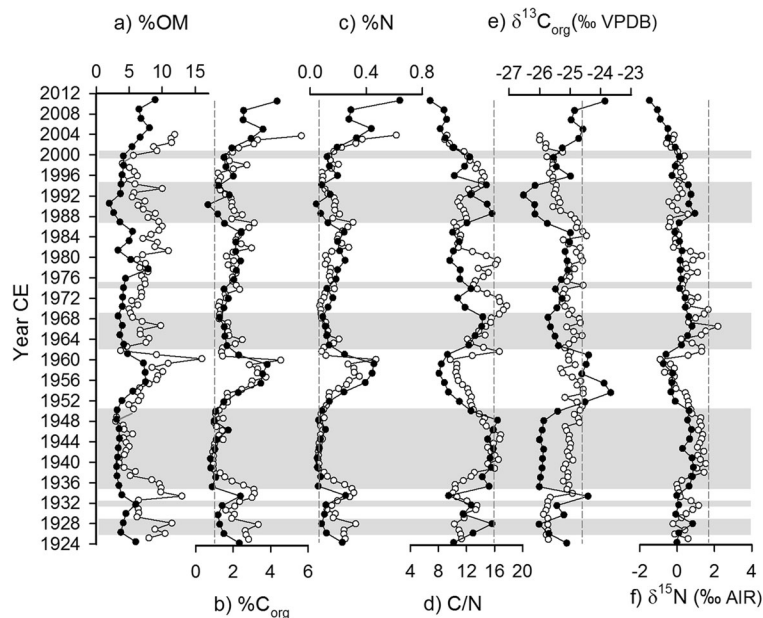 a) %OM
c) %N
e) δ¹³Corg(‰ VPDB)
0 5 10 15
0.0 0.4 0.8
-27 -26 -25 -24 -23
Year CE
2012
2008
2004
2000
1996
1992
1988
1984
1980
1976
1972
1968
1964
1960
1956
1952
1948
1944
1940
1936
1932
1928
1924
0 2 4 6
4 8 12 16 20
-2 0 2 4
b) %Corg
d) C/N
f) δ¹⁵N (‰ AIR)